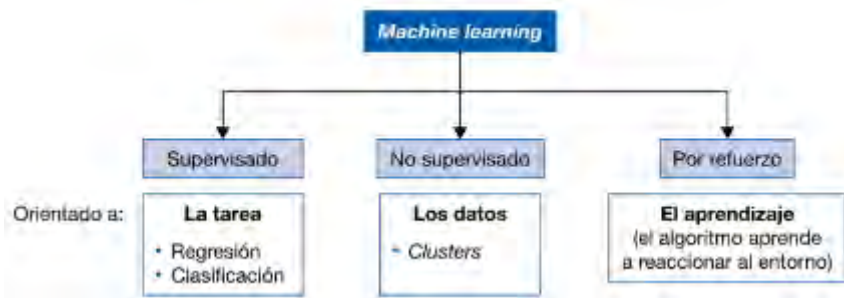 Machine learning
Supervisado
No supervisado
Por refuerzo
Orientado a:
La tarea
• Regresión
• Clasificación
Los datos
• Clusters
El aprendizaje
(el algoritmo aprende
a reaccionar al entorno)